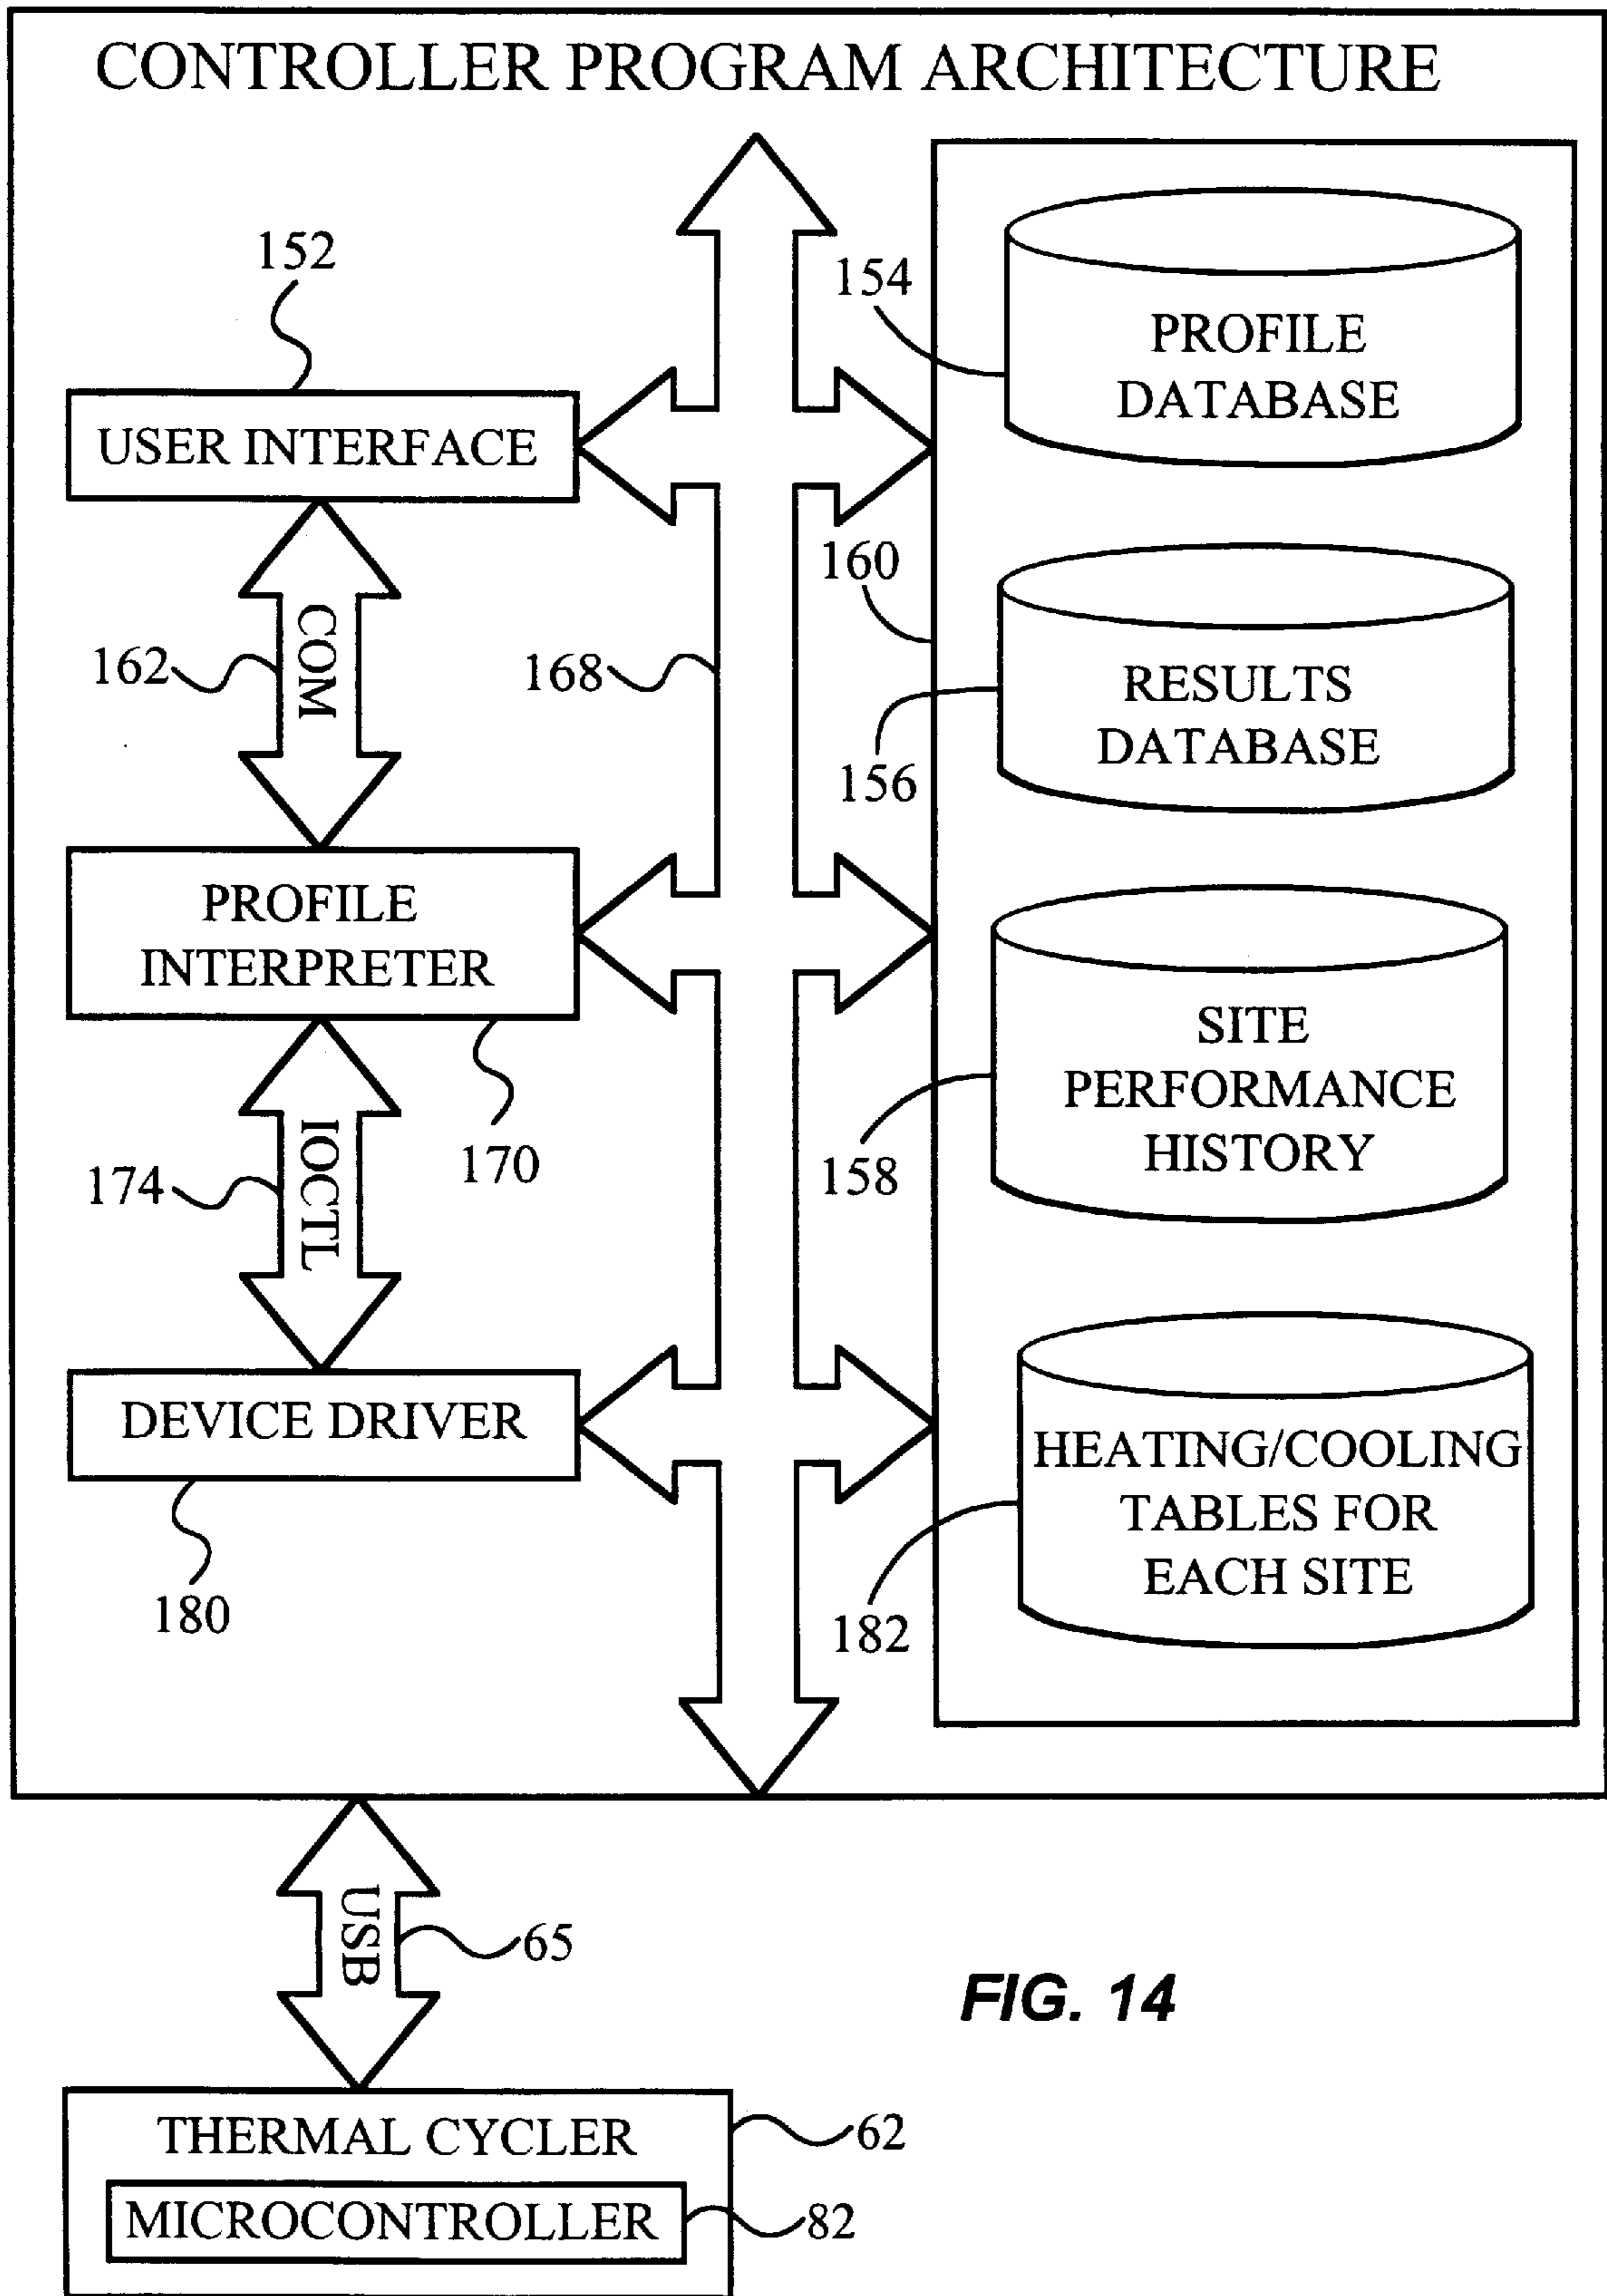 CONTROLLER PROGRAM ARCHITECTURE
152
154
PROFILE
DATABASE
USER INTERFACE
160
COM
162
168
RESULTS
DATABASE
156
PROFILE
INTERPRETER
SITE
PERFORMANCE
HISTORY
IOCTL
174
170
158
DEVICE DRIVER
HEATING/COOLING
TABLES FOR
EACH SITE
180
182
USB
65
FIG. 14
THERMAL CYCLER
62
MICROCONTROLLER
82